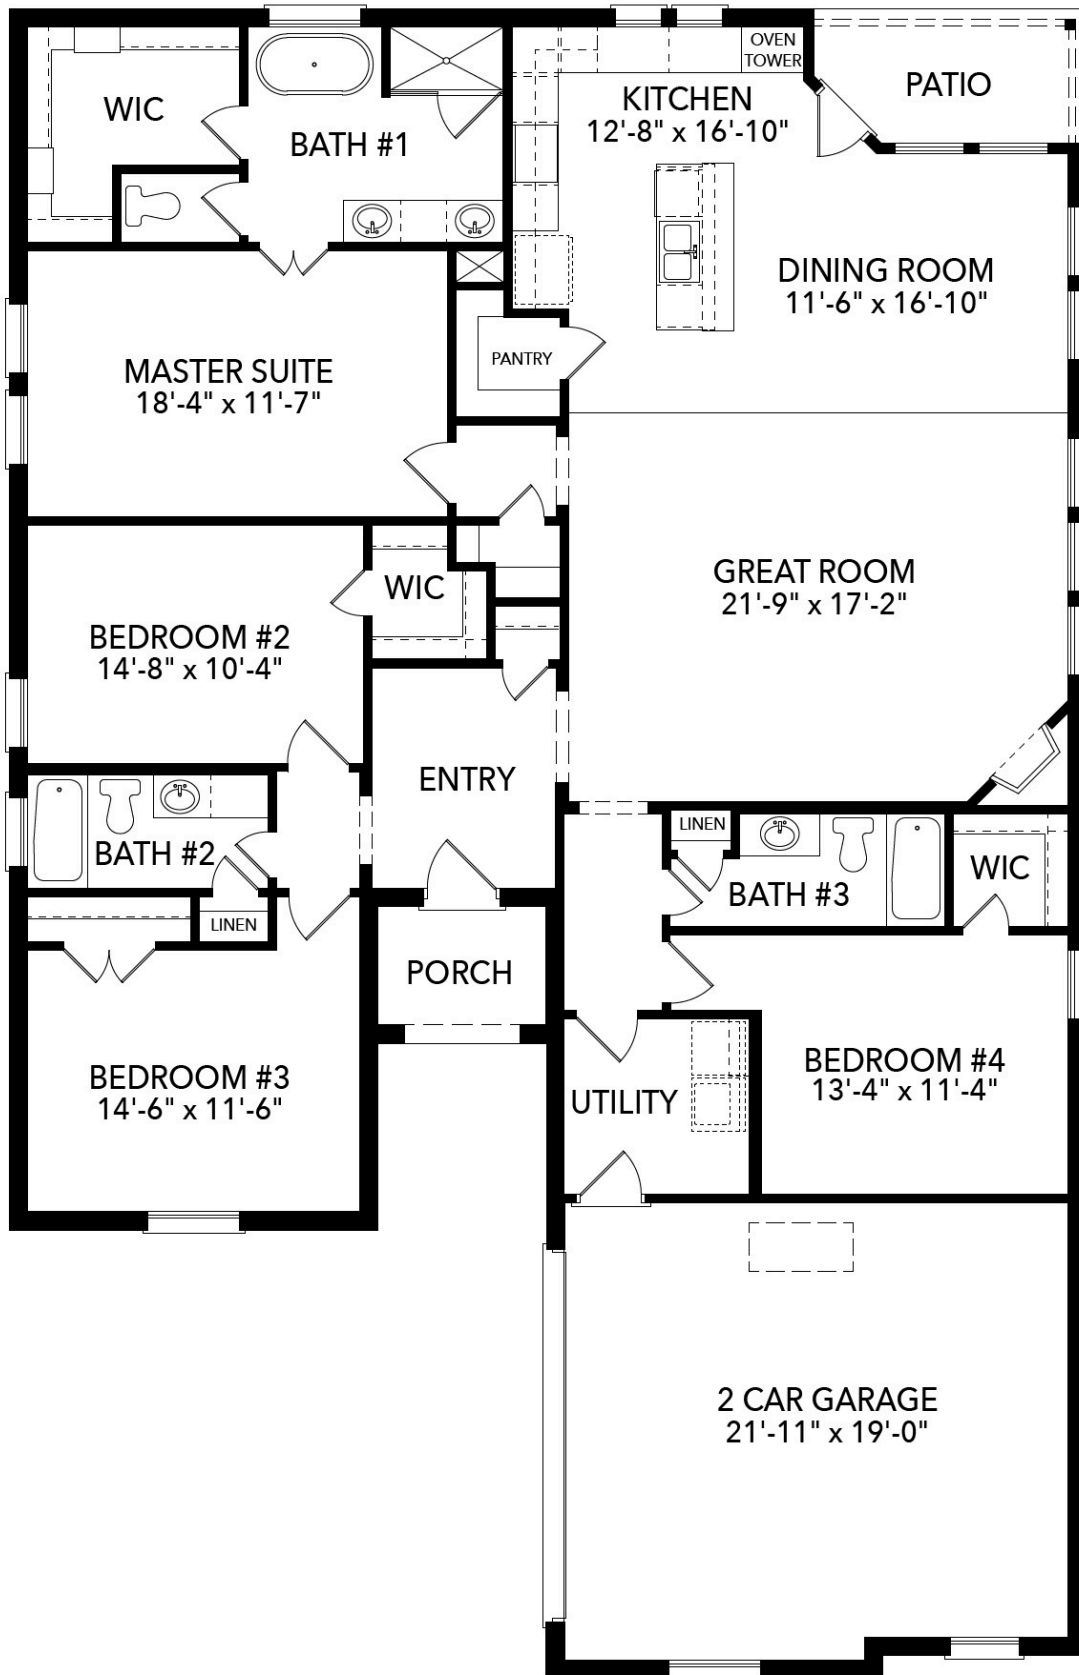 OVEN
TOWER
PATIO
KITCHEN
12'-8" x 16'-10"
WIC
BATH #1
DINING ROOM
11'-6" x 16'-10"
MASTER SUITE
18'-4" x 11'-7"
PANTRY
GREAT ROOM
21'-9" x 17'-2"
WIC
BEDROOM #2
14'-8" x 10'-4"
ENTRY
BATH #2
LINEN
LINEN
BATH #3
WIC
PORCH
BEDROOM #3
14'-6" x 11'-6"
UTILITY
BEDROOM #4
13'-4" x 11'-4"
2 CAR GARAGE
21'-11" x 19'-0"